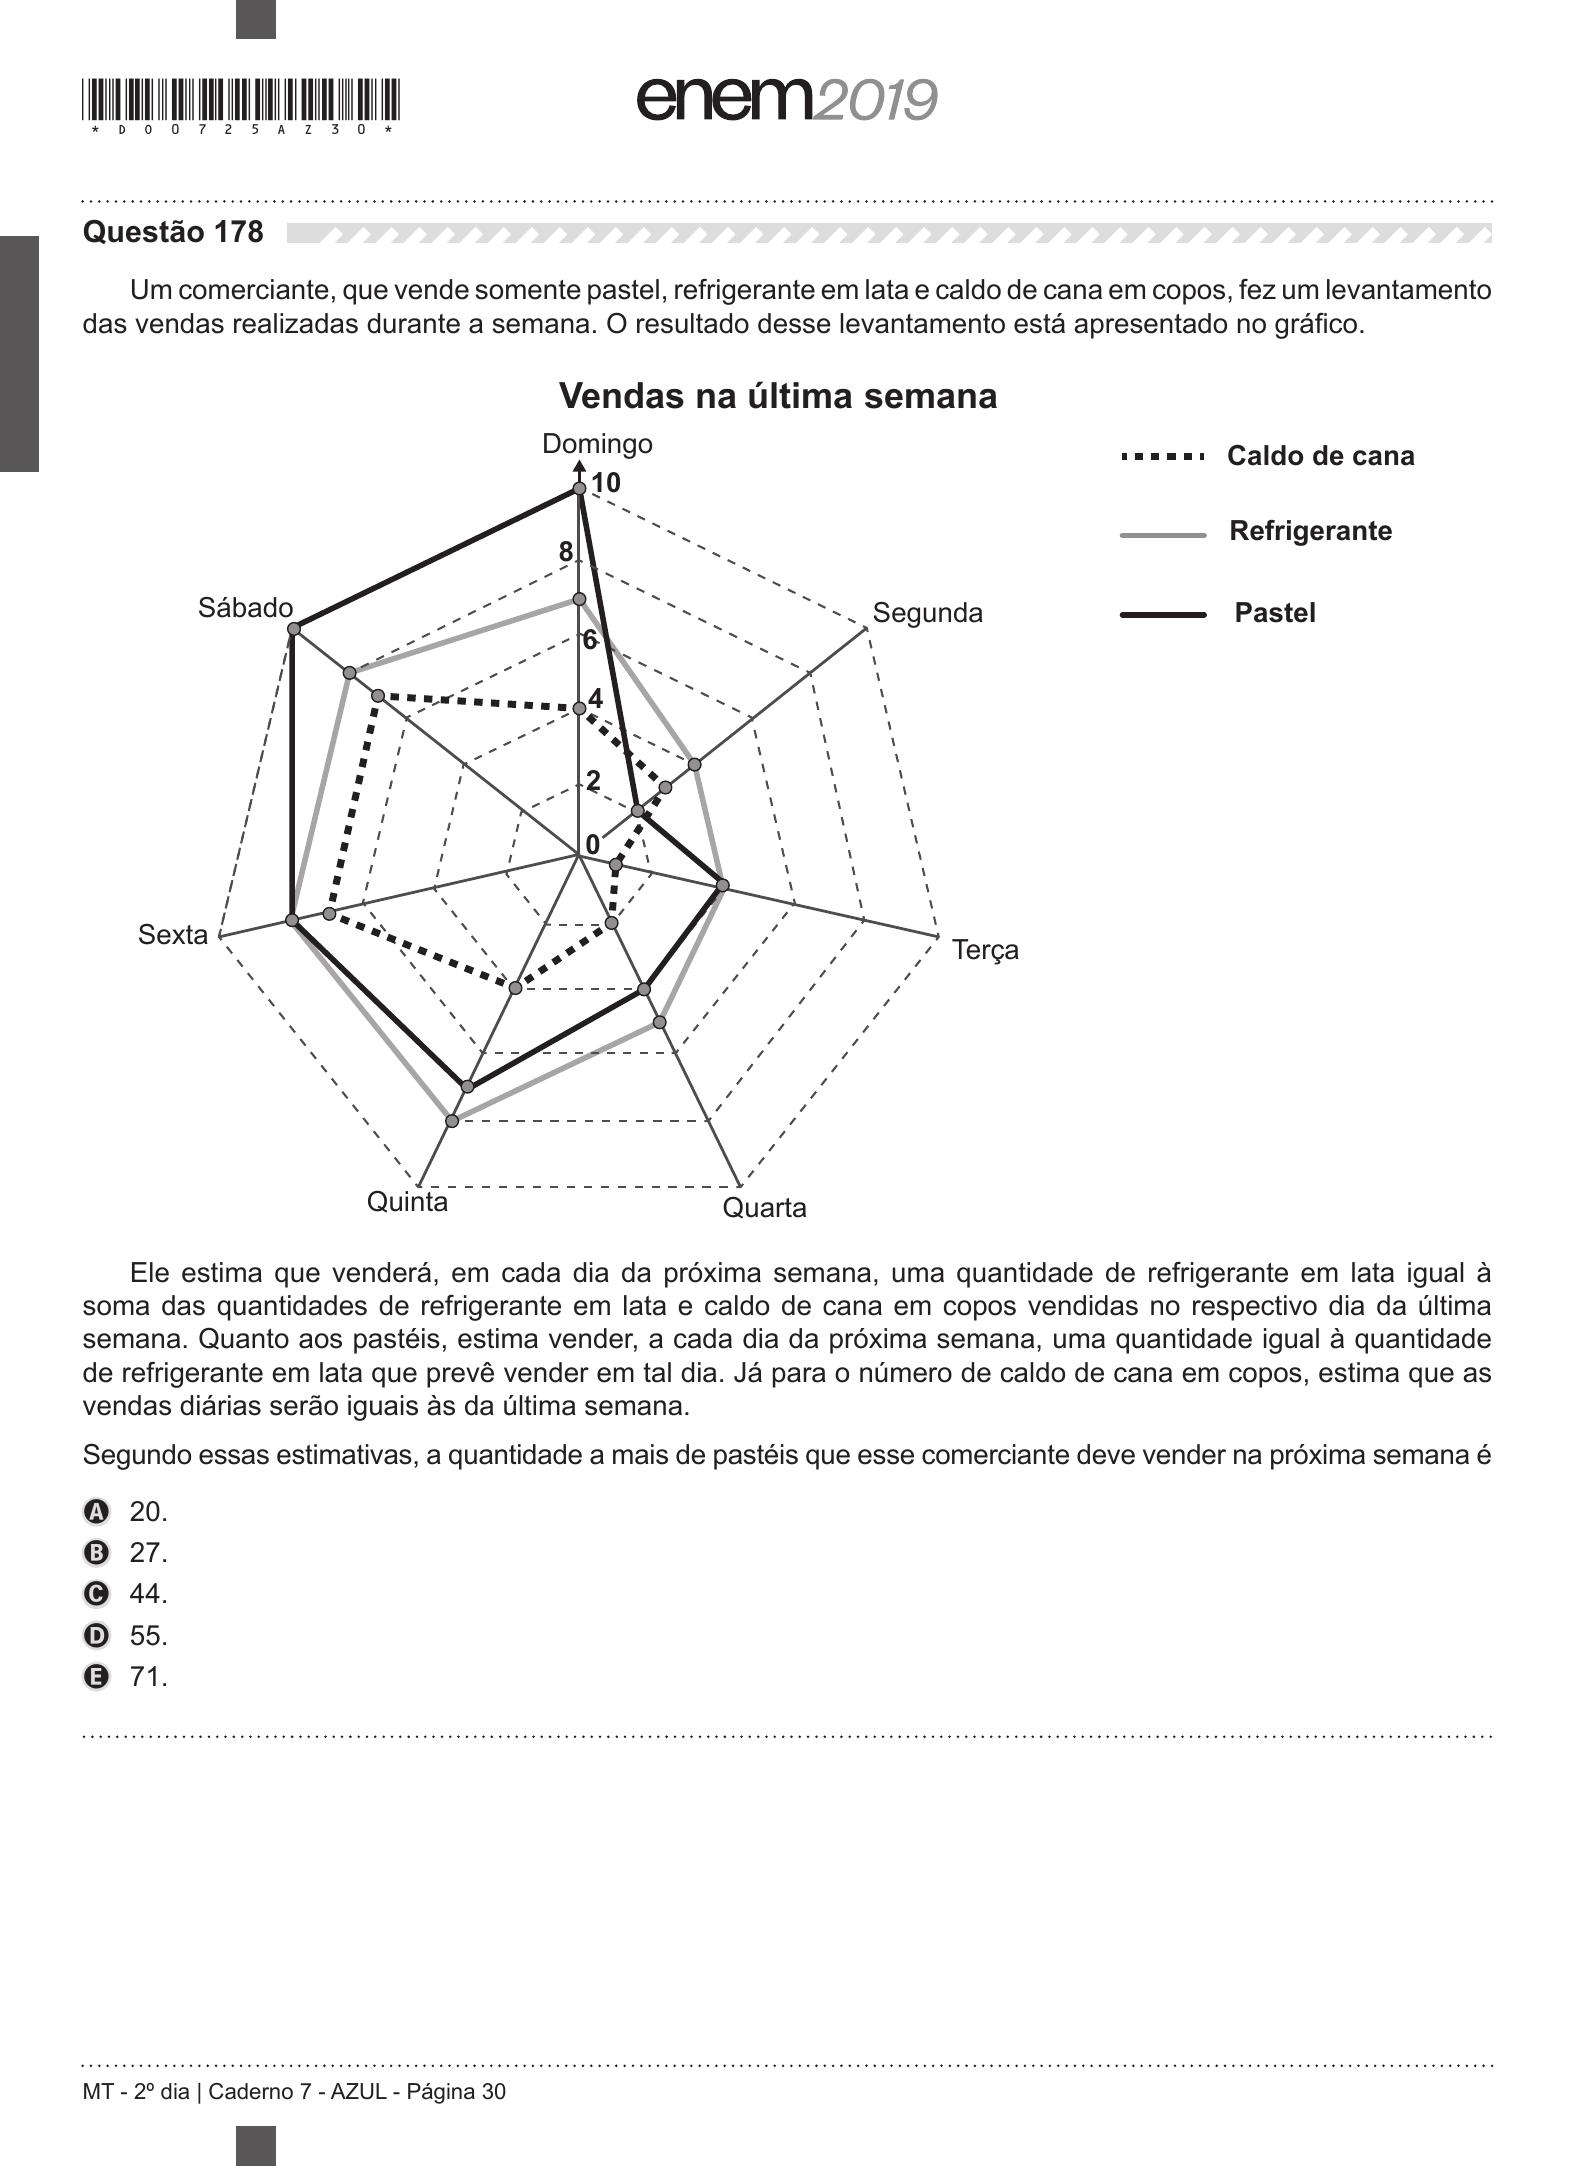 *D0725AZ30*
enem2019
Questão 178
Um comerciante, que vende somente pastel, refrigerante em lata e caldo de cana em copos, fez um levantamento
das vendas realizadas durante a semana. O resultado desse levantamento está apresentado no gráfico.
Vendas na última semana
Domingo
10
8
6
4
2
0
Segunda
Terça
Quarta
Quinta
Sexta
Sábado
Caldo de cana
Refrigerante
Pastel
Ele estima que venderá, em cada dia da próxima semana, uma quantidade de refrigerante em lata igual à
soma das quantidades de refrigerante em lata e caldo de cana em copos vendidas no respectivo dia da última
semana. Quanto aos pastéis, estima vender, a cada dia da próxima semana, uma quantidade igual à quantidade
de refrigerante em lata que prevê vender em tal dia. Já para o número de caldo de cana em copos, estima que as
vendas diárias serão iguais às da última semana.
Segundo essas estimativas, a quantidade a mais de pastéis que esse comerciante deve vender na próxima semana é
A 20.
B 27.
C 44.
D 55.
E 71.
MT - 2º dia | Caderno 7 - AZUL - Página 30